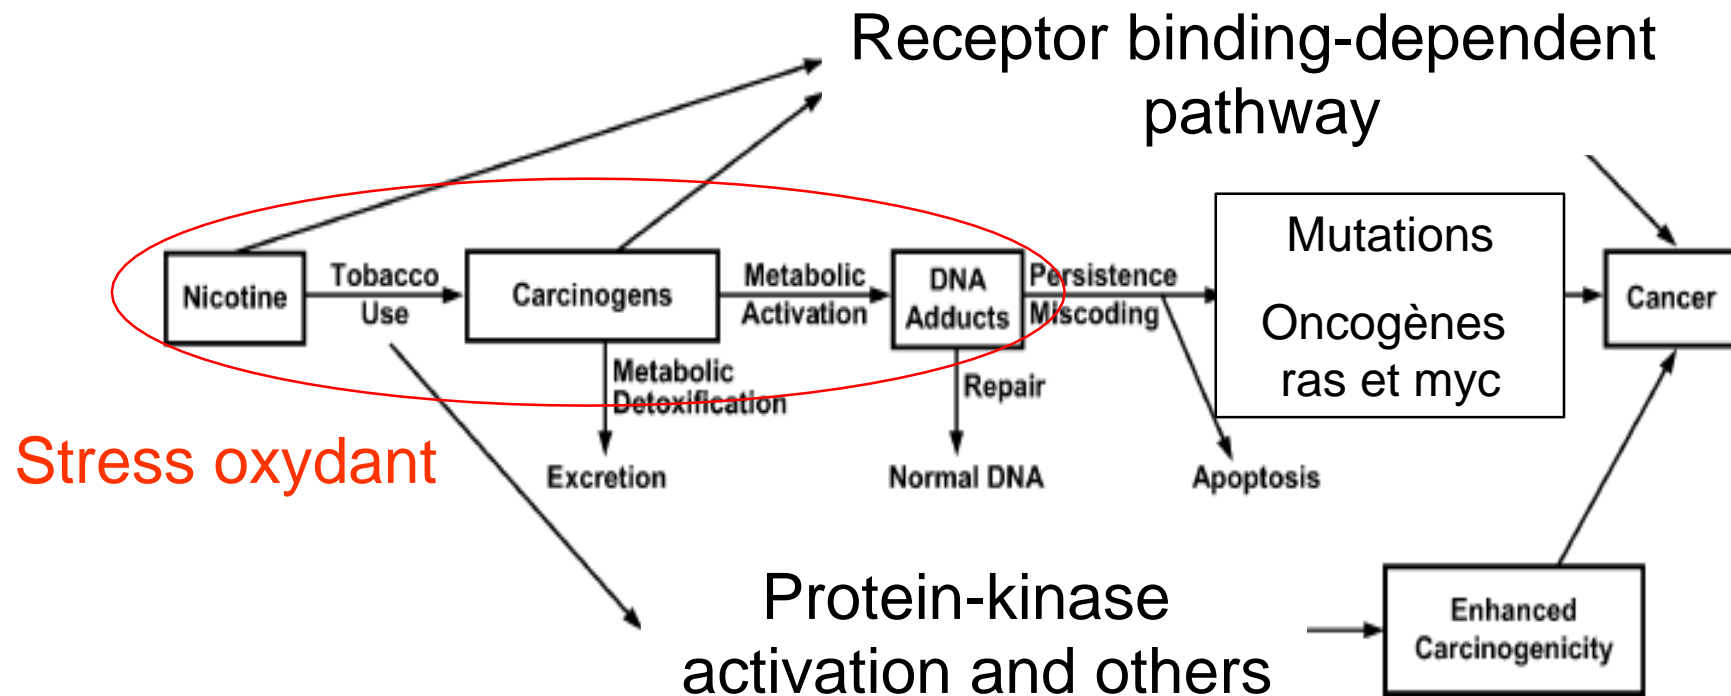 Receptor binding-dependent
pathway
Nicotine
Tobacco
Use
Carcinogens
Metabolic
Activation
DNA
Adducts
Persistence
Miscoding
Mutations
Oncogènes
ras et myc
Cancer
Metabolic
Detoxification
Repair
Stress oxydant
Excretion
Normal DNA
Apoptosis
Protein-kinase
activation and others
Enhanced
Carcinogenicity